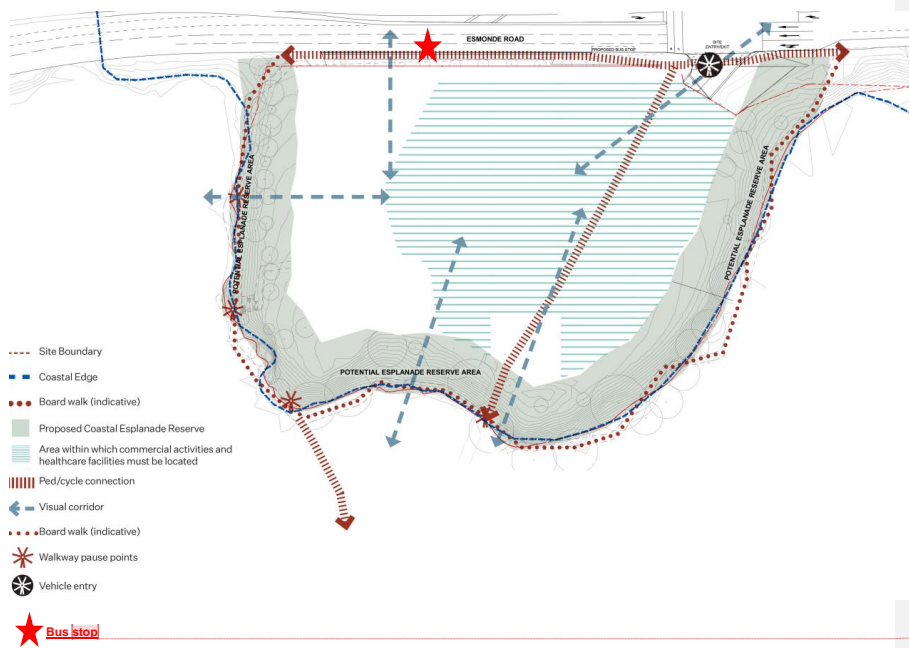 ESMONDE ROAD
PROPOSED BUS STOP
SITE
ENTRY/EXIT
POTENTIAL ESPLANADE RESERVE AREA
POTENTIAL ESPLANADE RESERVE AREA
POTENTIAL ESPLANADE RESERVE AREA
Site Boundary
Coastal Edge
Board walk (indicative)
Proposed Coastal Esplanade Reserve
Area within which commercial activities and
healthcare facilities must be located
Ped/cycle connection
Visual corridor
Board walk (indicative)
Walkway pause points
Vehicle entry
Bus stop